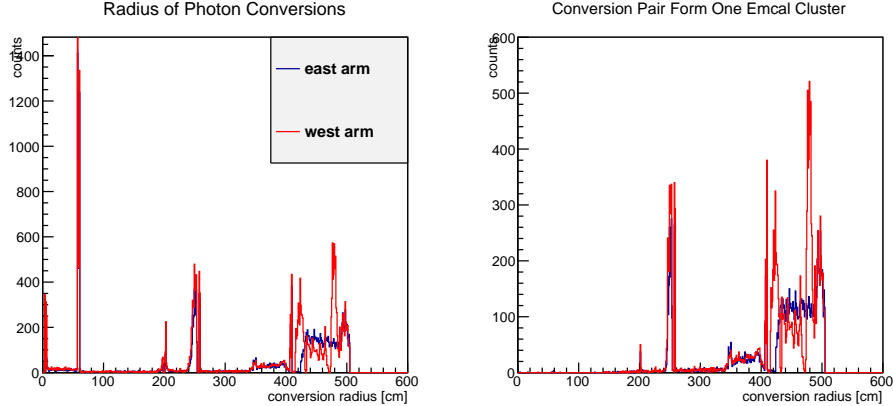 Radius of Photon Conversions
counts
1400
1200
1000
800
600
400
200
0
east arm
west arm
0 100 200 300 400 500 600
conversion radius [cm]
Conversion Pair Form One Emcal Cluster
counts
600
500
400
300
200
100
0
0 100 200 300 400 500 600
conversion radius [cm]